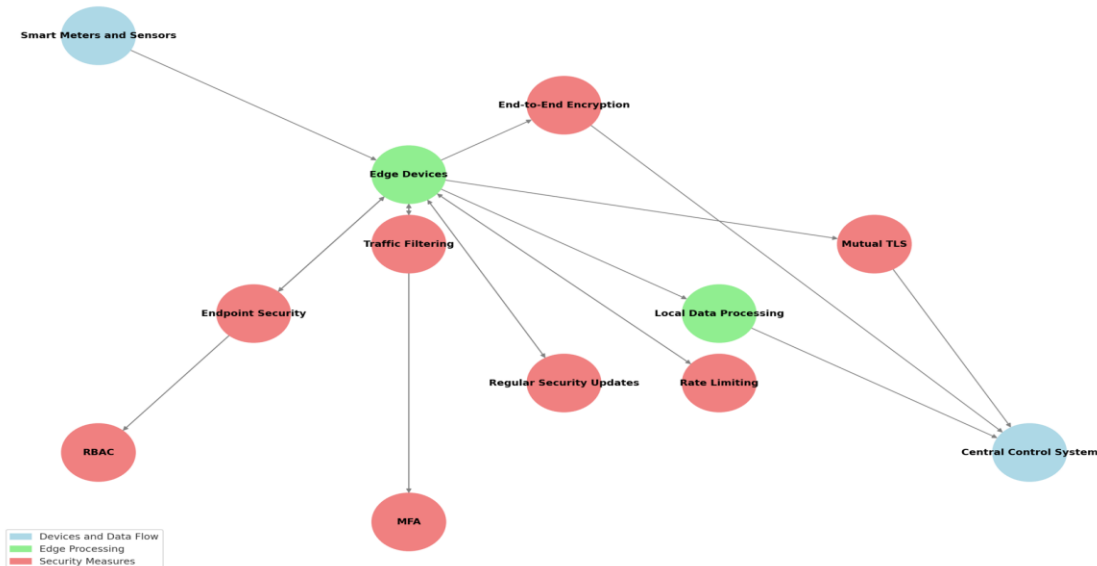 Smart Meters and Sensors
End-to-End Encryption
Edge Devices
Traffic Filtering
Mutual TLS
Endpoint Security
Local Data Processing
Regular Security Updates
Rate Limiting
RBAC
Central Control System
MFA
Devices and Data Flow
Edge Processing
Security Measures